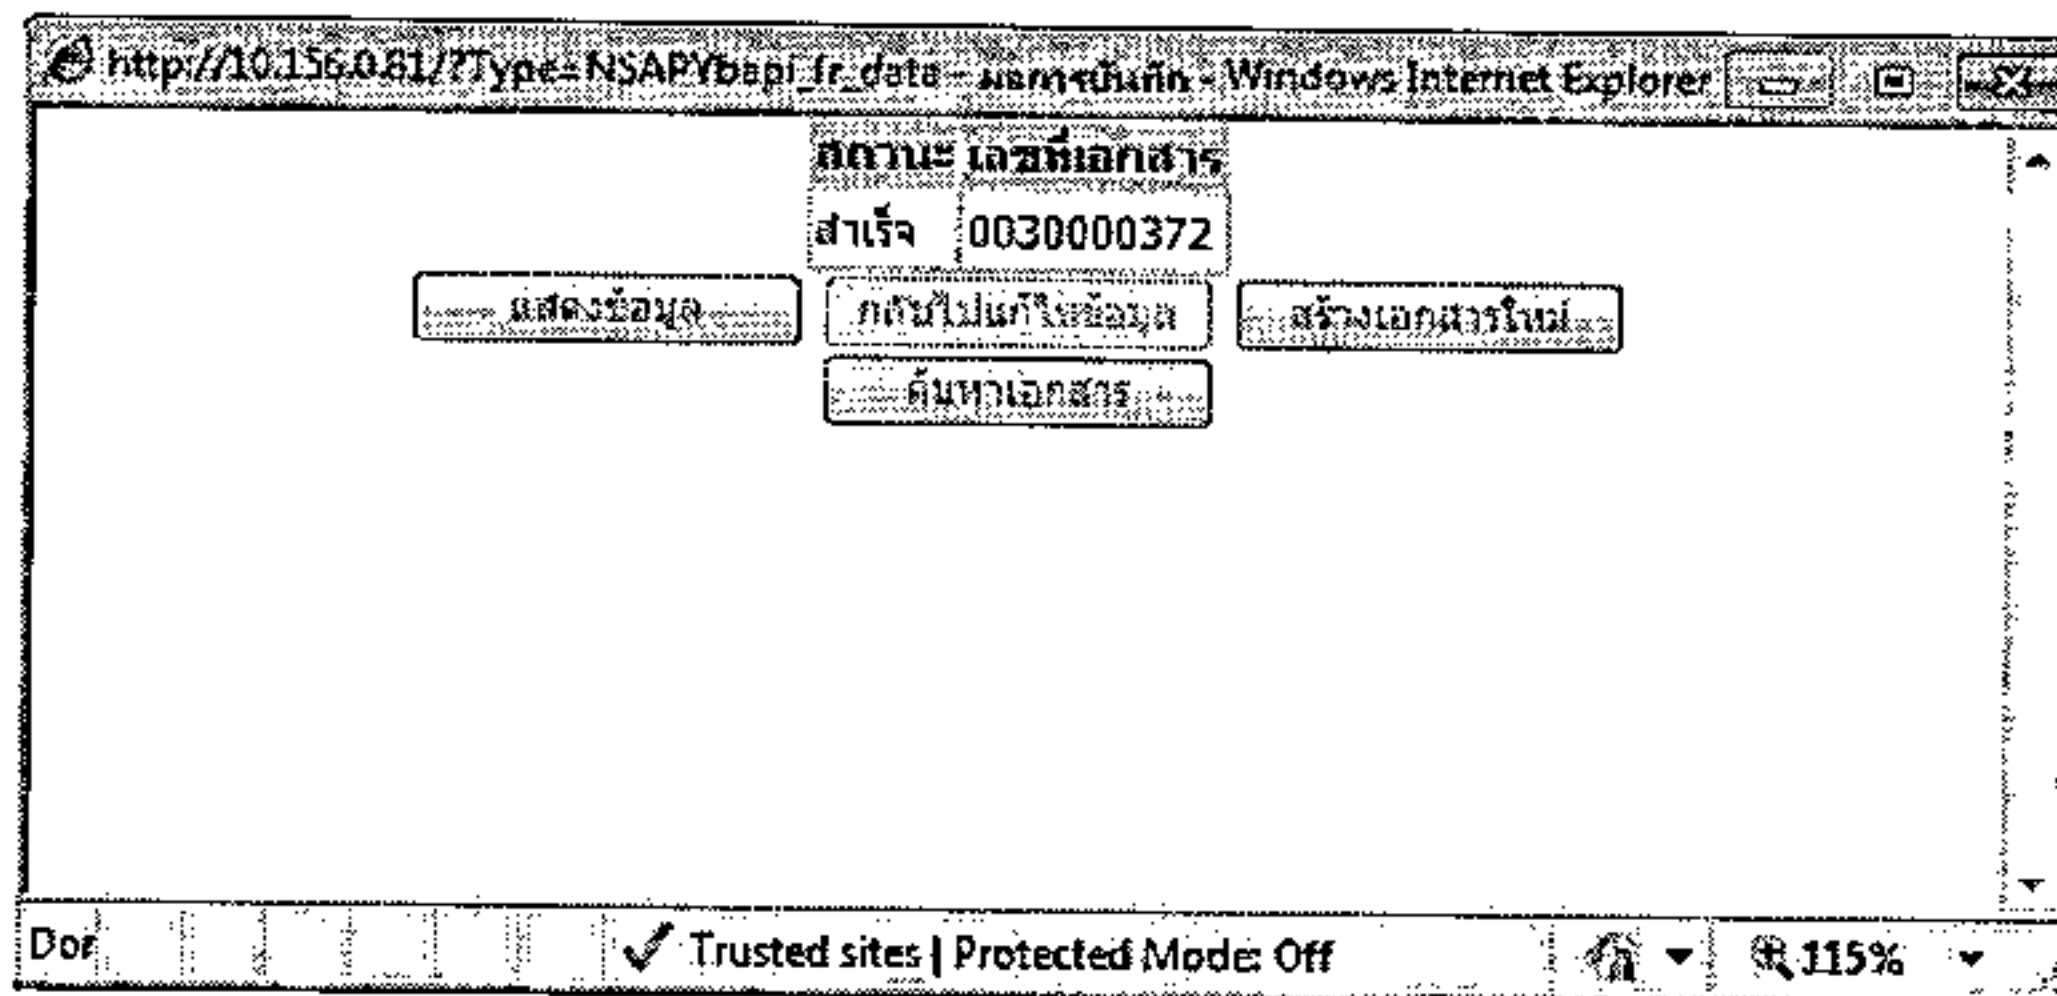 http://10.156.0.81/?Type=NSAPYbapi_fr_data - ผลการบันทึก - Windows Internet Explorer
สถานะ เลขที่เอกสาร
สำเร็จ 0030000372
แสดงข้อมูล กลับไปแก้ไขข้อมูล สร้างเอกสารใหม่
ค้นหาเอกสาร
Dor ✓ Trusted sites | Protected Mode: Off 115%